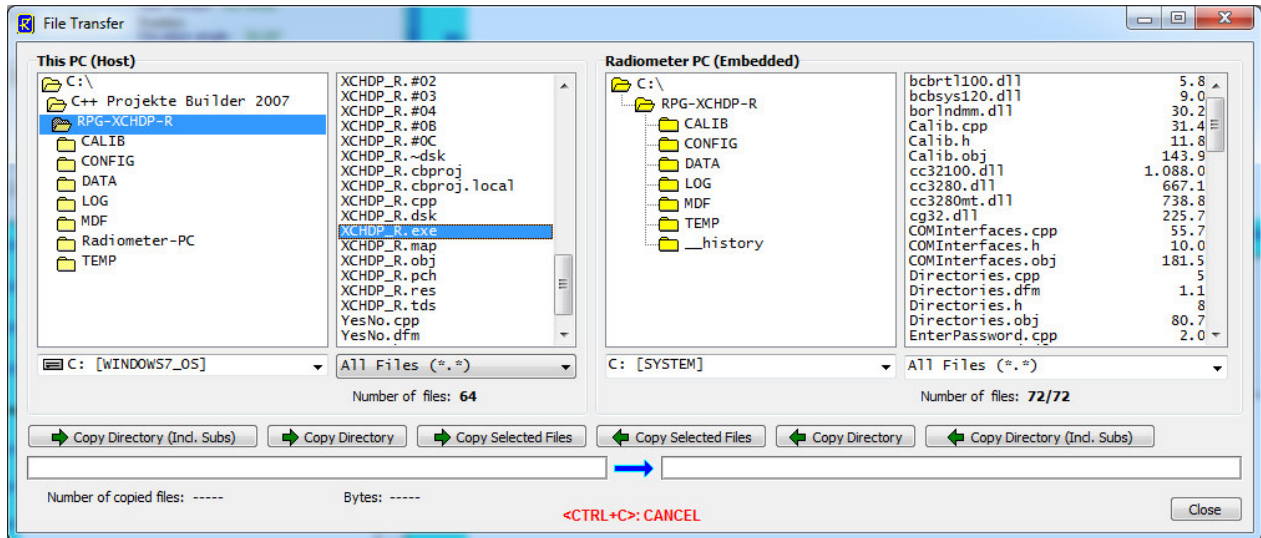 File Transfer
This PC (Host)
C:\
C++ Projekte Builder 2007
RPG-XCHDP-R
CALIB
CONFIG
DATA
LOG
MDF
Radiometer-PC
TEMP
XCHDP_R.#02
XCHDP_R.#03
XCHDP_R.#04
XCHDP_R.#0B
XCHDP_R.#0C
XCHDP_R.~dsk
XCHDP_R.cbproj
XCHDP_R.cbproj.local
XCHDP_R.cpp
XCHDP_R.dsk
XCHDP_R.exe
XCHDP_R.map
XCHDP_R.obj
XCHDP_R.pch
XCHDP_R.res
XCHDP_R.tds
YesNo.cpp
YesNo.dfm
C: [WINDOWS7_OS]
All Files (*.*)
Number of files: 64
Radiometer PC (Embedded)
C:\
RPG-XCHDP-R
CALIB
CONFIG
DATA
LOG
MDF
TEMP
__history
bcbrtl100.dll 5.8
bcbsys120.dll 9.0
borlndmm.dll 30.2
Calib.cpp 31.4
Calib.h 11.8
Calib.obj 143.9
cc32100.dll 1.088.0
cc3280.dll 667.1
cc3280mt.dll 738.8
cg32.dll 225.7
COMInterfaces.cpp 55.7
COMInterfaces.h 10.0
COMInterfaces.obj 181.5
Directories.cpp 5
Directories.dfm 1.1
Directories.h 8
Directories.obj 80.7
EnterPassword.cpp 2.0
C: [SYSTEM]
All Files (*.*)
Number of files: 72/72
Copy Directory (Incl. Subs)
Copy Directory
Copy Selected Files
Copy Selected Files
Copy Directory
Copy Directory (Incl. Subs)
Number of copied files: -----
Bytes: -----
<CTRL+C>: CANCEL
Close